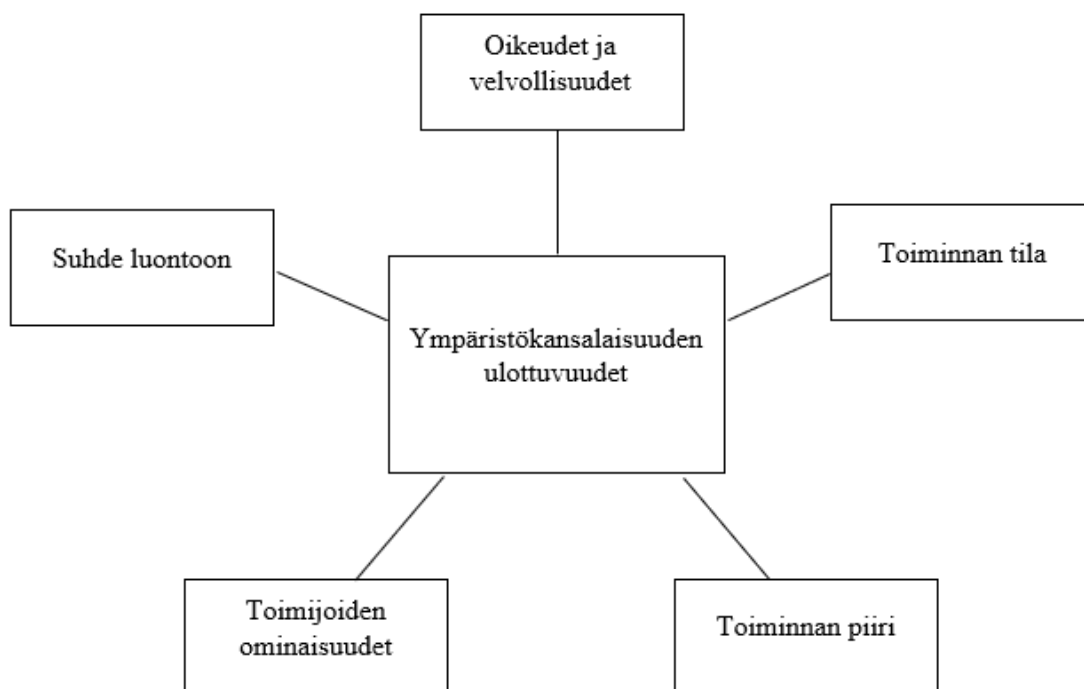 Oikeudet ja
velvollisuudet
Suhde luontoon
Toiminnan tila
Ympäristökansalaisuuden
ulottuvuudet
Toimijoiden
ominaisuudet
Toiminnan piiri